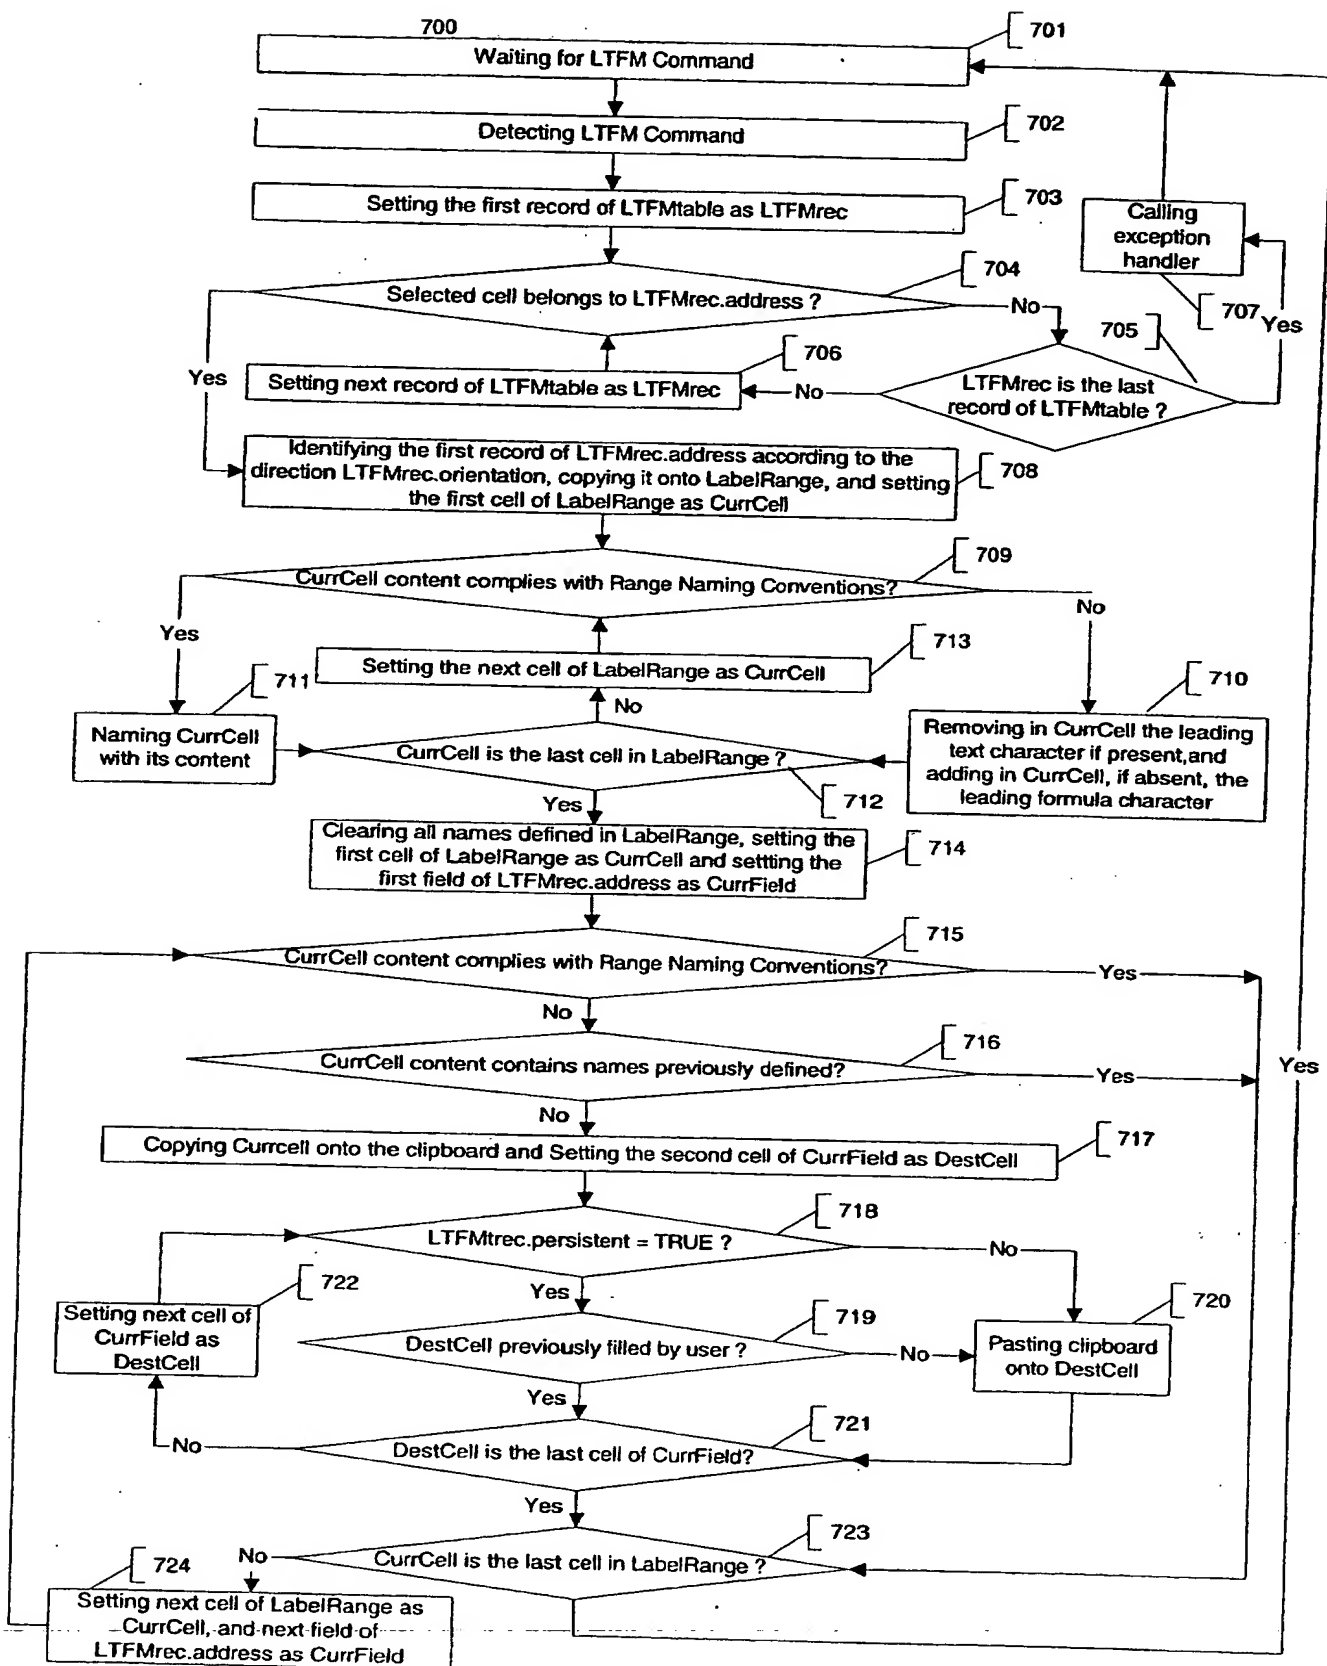 700
701
Waiting for LTFM Command
702
Detecting LTFM Command
703
Setting the first record of LTFMtable as LTFMrec
Calling
exception
handler
704
Selected cell belongs to LTFMrec.address ?
No
707
Yes
705
706
Yes
Setting next record of LTFMtable as LTFMrec
No
LTFMrec is the last
record of LTFMtable ?
Identifying the first record of LTFMrec.address according to the
direction LTFMrec.orientation, copying it onto LabelRange, and setting
the first cell of LabelRange as CurrCell
708
709
CurrCell content complies with Range Naming Conventions?
No
Yes
713
Setting the next cell of LabelRange as CurrCell
711
710
No
Naming CurrCell
with its content
CurrCell is the last cell in LabelRange ?
Removing in CurrCell the leading
text character if present,and
adding in CurrCell, if absent, the
leading formula character
712
Yes
Clearing all names defined in LabelRange, setting the
first cell of LabelRange as CurrCell and settting the
first field of LTFMrec.address as CurrField
714
715
CurrCell content complies with Range Naming Conventions?
Yes
No
716
CurrCell content contains names previously defined?
Yes
Yes
No
717
Copying Currcell onto the clipboard and Setting the second cell of CurrField as DestCell
718
LTFMtrec.persistent = TRUE ?
No
722
Yes
Setting next cell of
CurrField as
DestCell
719
720
DestCell previously filled by user ?
No
Pasting clipboard
onto DestCell
Yes
721
No
DestCell is the last cell of CurrField?
Yes
723
No
CurrCell is the last cell in LabelRange ?
724
Setting next cell of LabelRange as
CurrCell, and next field of
LTFMrec.address as CurrField